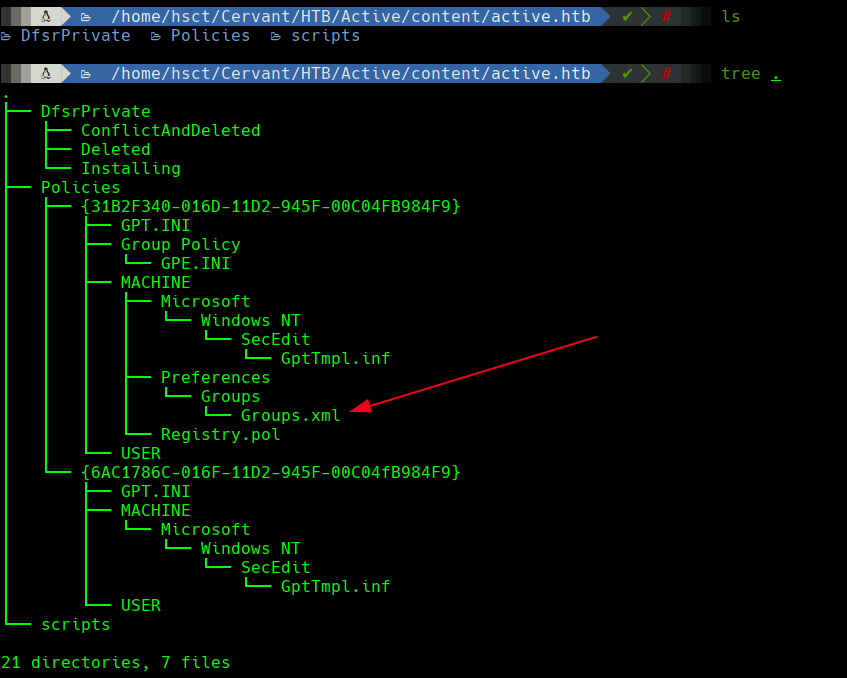 /home/hsct/Cervant/HTB/Active/content/active.htb ✔ # ls
DfsrPrivate Policies scripts
/home/hsct/Cervant/HTB/Active/content/active.htb ✔ # tree .
.
├── DfsrPrivate
│   ├── ConflictAndDeleted
│   ├── Deleted
│   └── Installing
├── Policies
│   ├── {31B2F340-016D-11D2-945F-00C04FB984F9}
│   │   ├── GPT.INI
│   │   ├── Group Policy
│   │   │   └── GPE.INI
│   │   ├── MACHINE
│   │   │   ├── Microsoft
│   │   │   │   └── Windows NT
│   │   │   │       └── SecEdit
│   │   │   │           └── GptTmpl.inf
│   │   │   ├── Preferences
│   │   │   │   └── Groups
│   │   │   │       └── Groups.xml
│   │   │   └── Registry.pol
│   │   └── USER
│   └── {6AC1786C-016F-11D2-945F-00C04fB984F9}
│       ├── GPT.INI
│       ├── MACHINE
│       │   └── Microsoft
│       │       └── Windows NT
│       │           └── SecEdit
│       │               └── GptTmpl.inf
│       └── USER
└── scripts
21 directories, 7 files